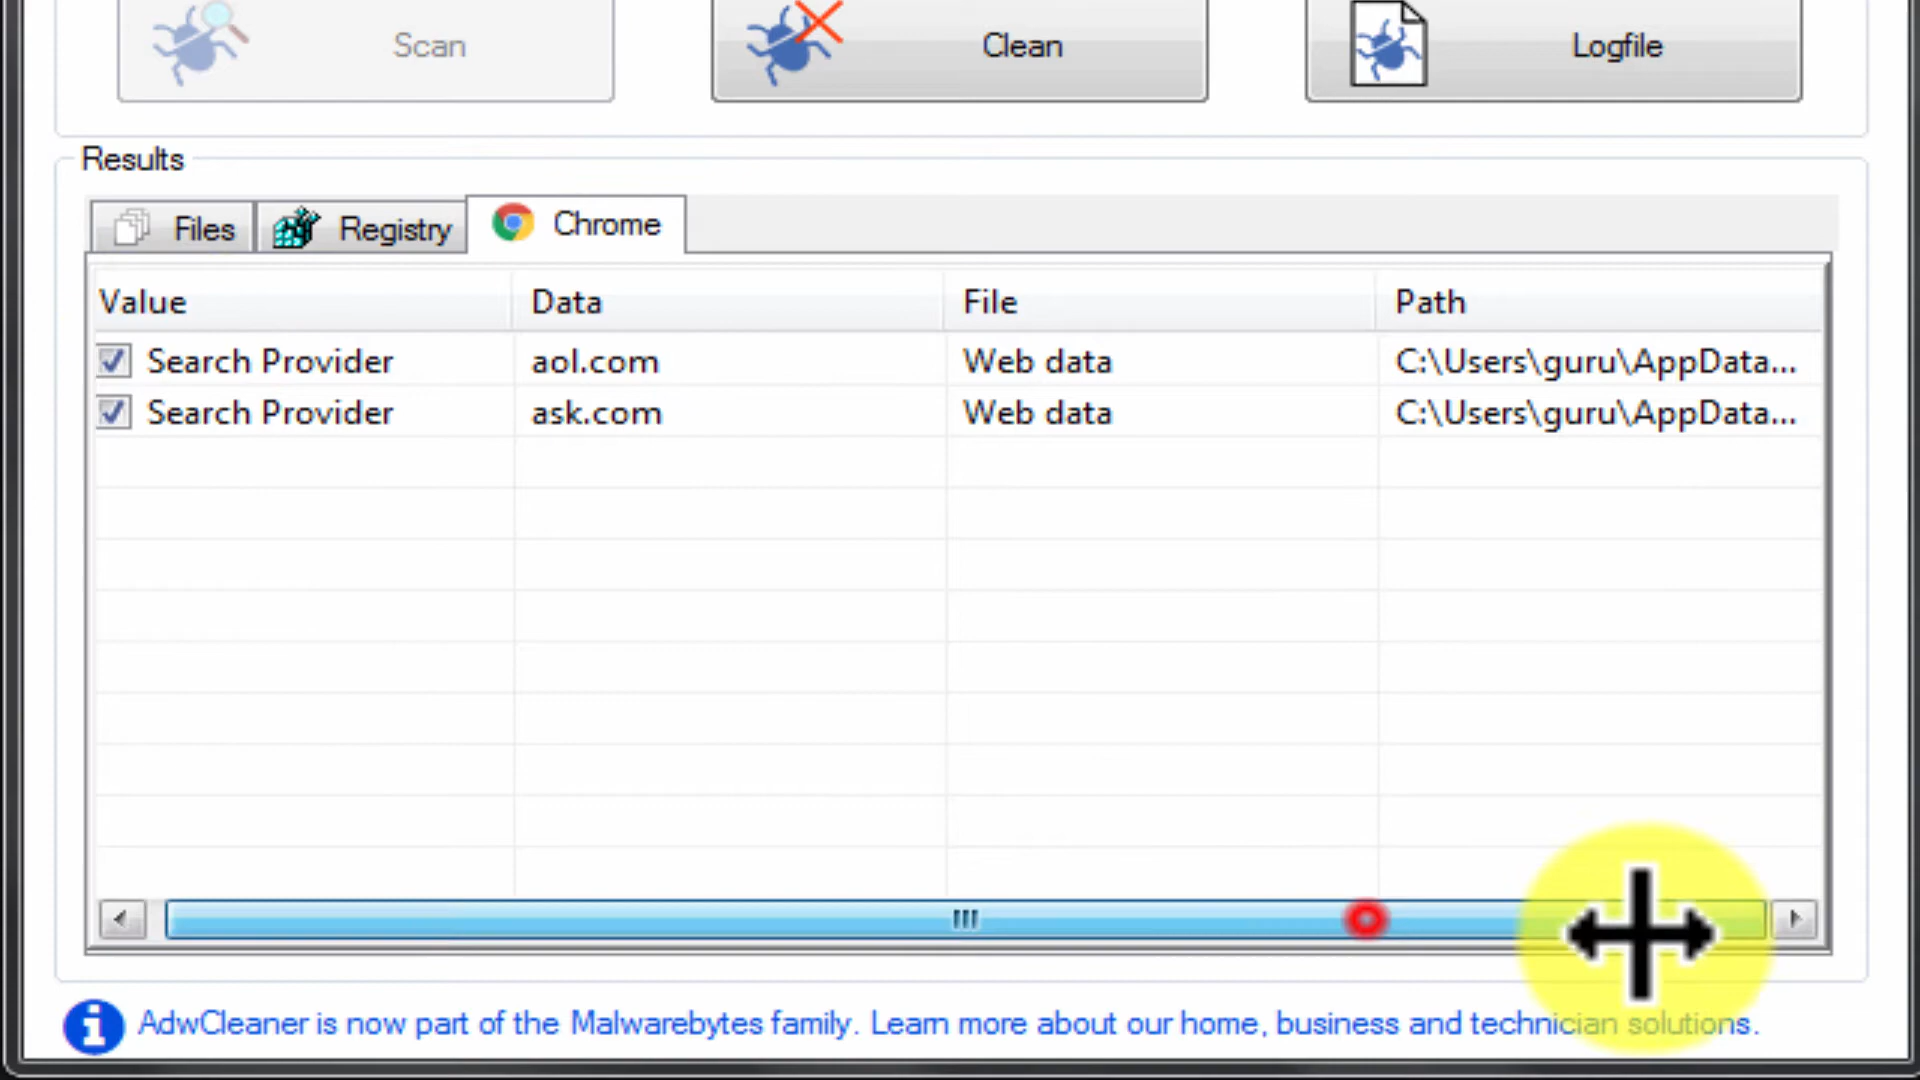 Scan Clean Logfile
Results
Files Registry Chrome
Value Data File Path
Search Provider aol.com Web data C:\Users\guru\AppData...
Search Provider ask.com Web data C:\Users\guru\AppData...
AdwCleaner is now part of the Malwarebytes family. Learn more about our home, business and technician solutions.